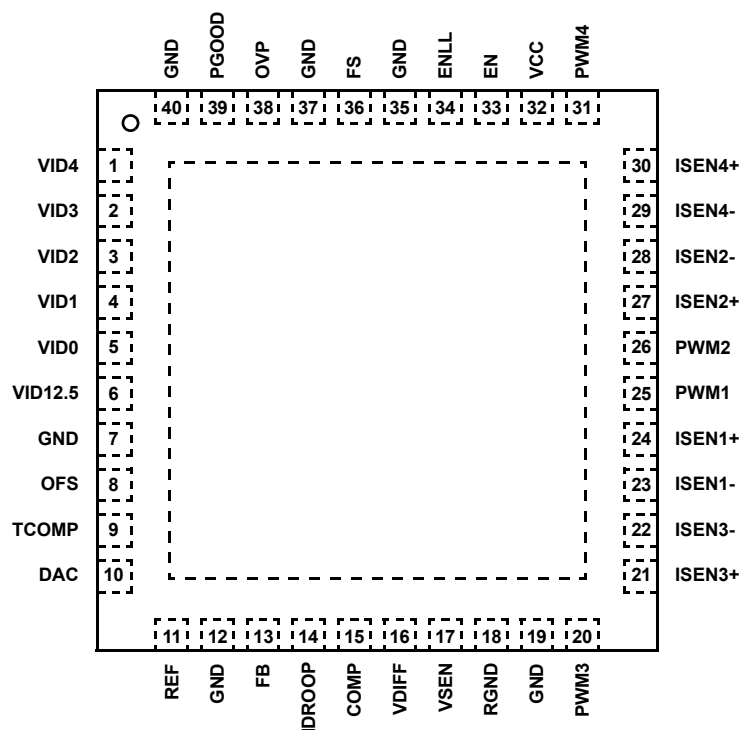 GND PGOOD OVP GND FS GND ENLL EN VCC PWM4
40 39 38 37 36 35 34 33 32 31
VID4 1 30 ISEN4+
VID3 2 29 ISEN4-
VID2 3 28 ISEN2-
VID1 4 27 ISEN2+
VID0 5 26 PWM2
VID12.5 6 25 PWM1
GND 7 24 ISEN1+
OFS 8 23 ISEN1-
TCOMP 9 22 ISEN3-
DAC 10 21 ISEN3+
11 12 13 14 15 16 17 18 19 20
REF GND FB IDROOP COMP VDIFF VSEN RGND GND PWM3